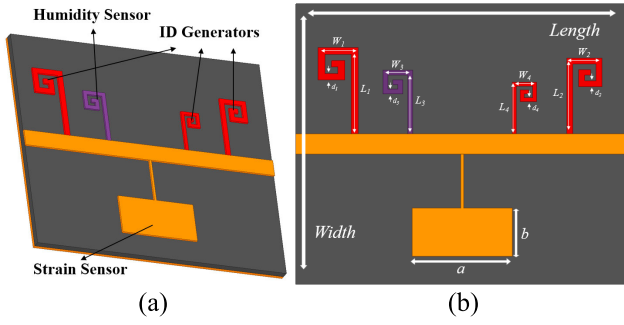 Humidity Sensor
ID Generators
Strain Sensor
(a)
Length
W1
W3
W4
W2
d1
d3
d4
d2
L1
L3
L4
L2
Width
a
b
(b)